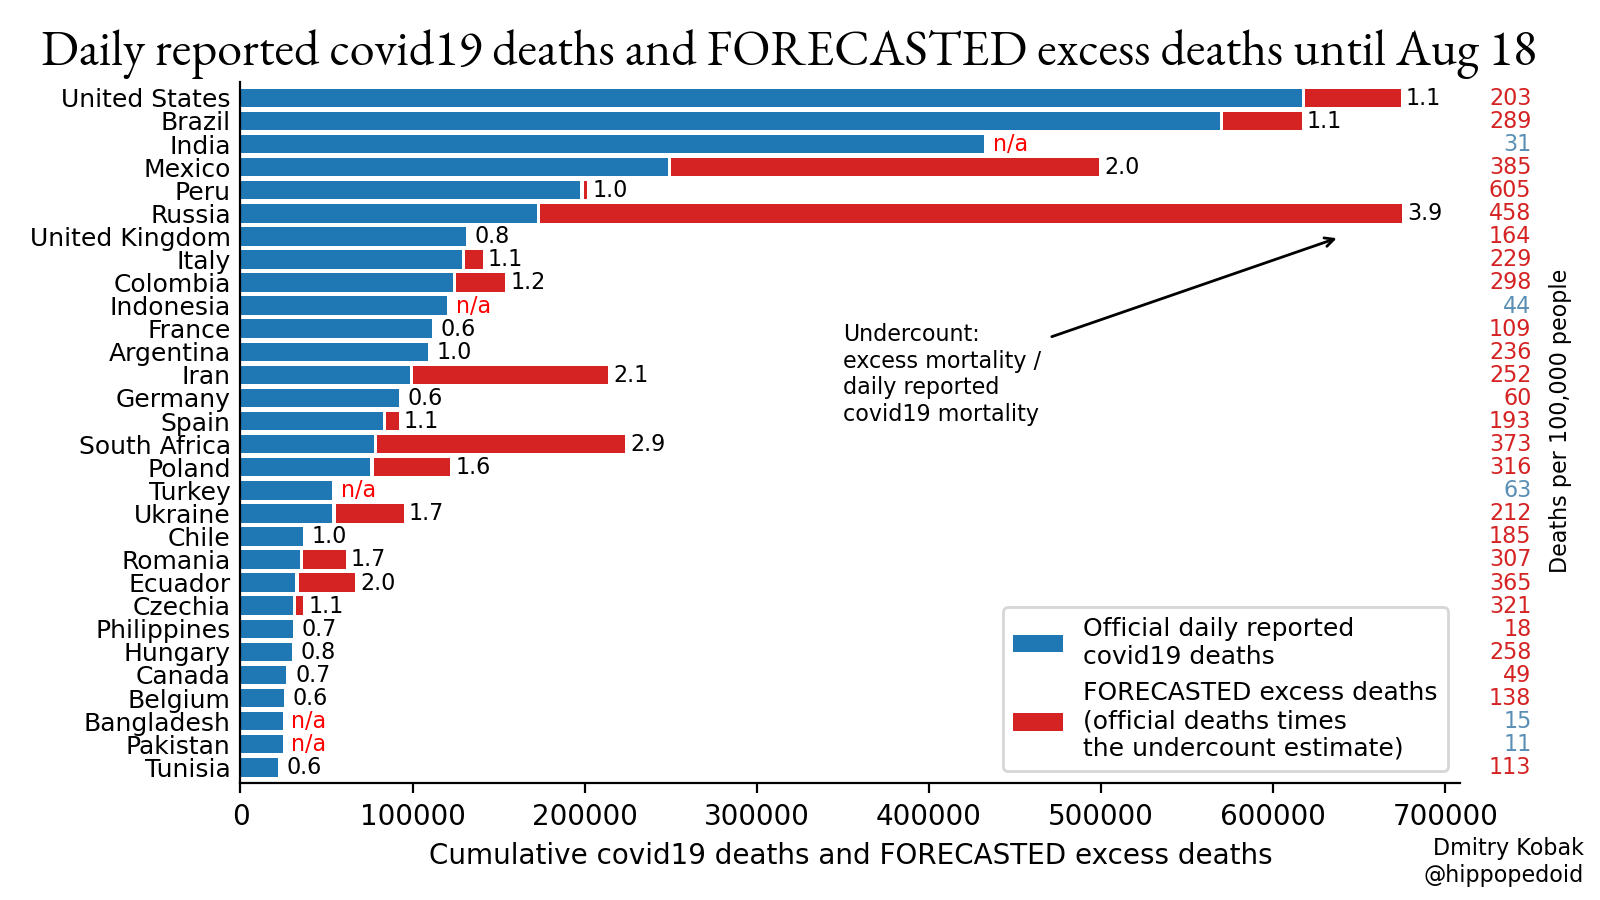 Daily reported covid19 deaths and FORECASTED excess deaths until Aug 18
United States 1.1 203
Brazil 1.1 289
India n/a 31
Mexico 2.0 385
Peru 1.0 605
Russia 3.9 458
United Kingdom 0.8 164
Italy 1.1 229
Colombia 1.2 298
Indonesia n/a 44
France 0.6 109
Argentina 1.0 236
Iran 2.1 252
Germany 0.6 60
Spain 1.1 193
South Africa 2.9 373
Poland 1.6 316
Turkey n/a 63
Ukraine 1.7 212
Chile 1.0 185
Romania 1.7 307
Ecuador 2.0 365
Czechia 1.1 321
Philippines 0.7 18
Hungary 0.8 258
Canada 0.7 49
Belgium 0.6 138
Bangladesh n/a 15
Pakistan n/a 11
Tunisia 0.6 113
Undercount:
excess mortality /
daily reported
covid19 mortality
Deaths per 100,000 people
Official daily reported
covid19 deaths
FORECASTED excess deaths
(official deaths times
the undercount estimate)
0 100000 200000 300000 400000 500000 600000 700000
Cumulative covid19 deaths and FORECASTED excess deaths
Dmitry Kobak
@hippopedoid